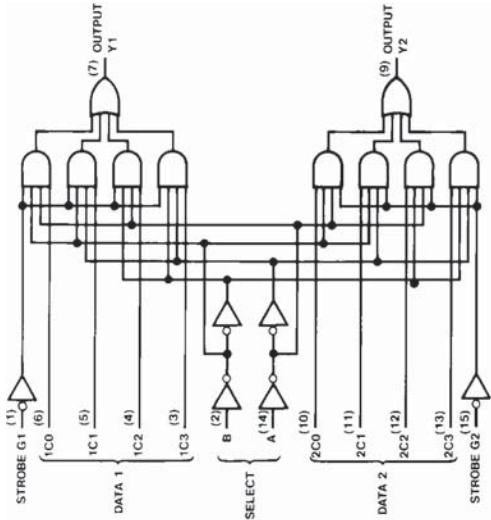 STROBE G1 (1)
1C0 (6)
1C1 (5)
1C2 (4)
1C3 (3)
DATA 1
B (2)
A (14)
SELECT
2C0 (10)
2C1 (11)
2C2 (12)
2C3 (13)
DATA 2
STROBE G2 (15)
(7) OUTPUT
Y1
(9) OUTPUT
Y2